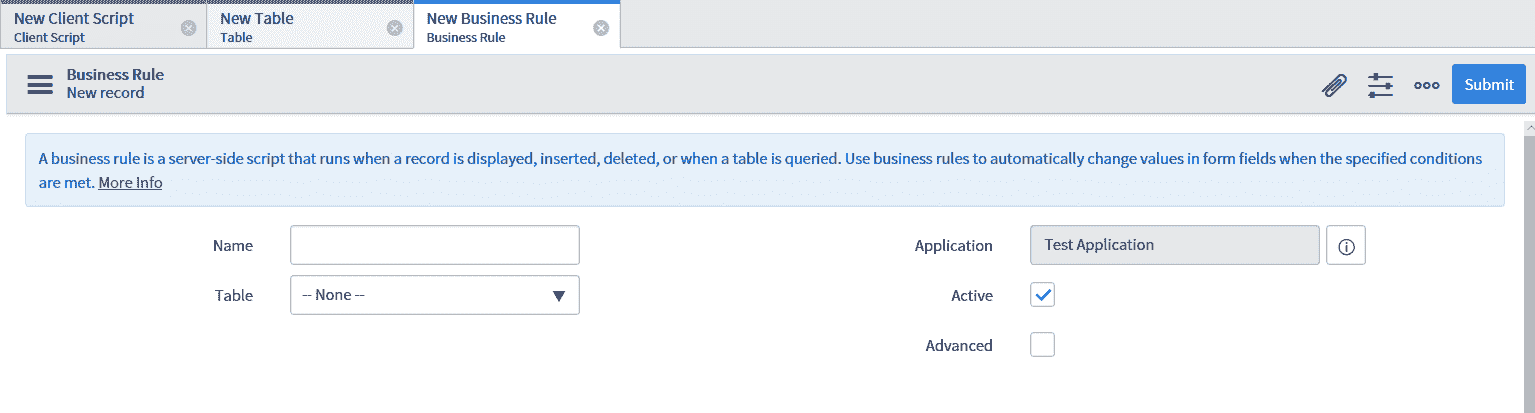 New Client Script
Client Script
New Table
Table
New Business Rule
Business Rule
Business Rule
New record
Submit
A business rule is a server-side script that runs when a record is displayed, inserted, deleted, or when a table is queried. Use business rules to automatically change values in form fields when the specified conditions
are met. More Info
Name
Application
Test Application
Table
-- None --
Active
Advanced